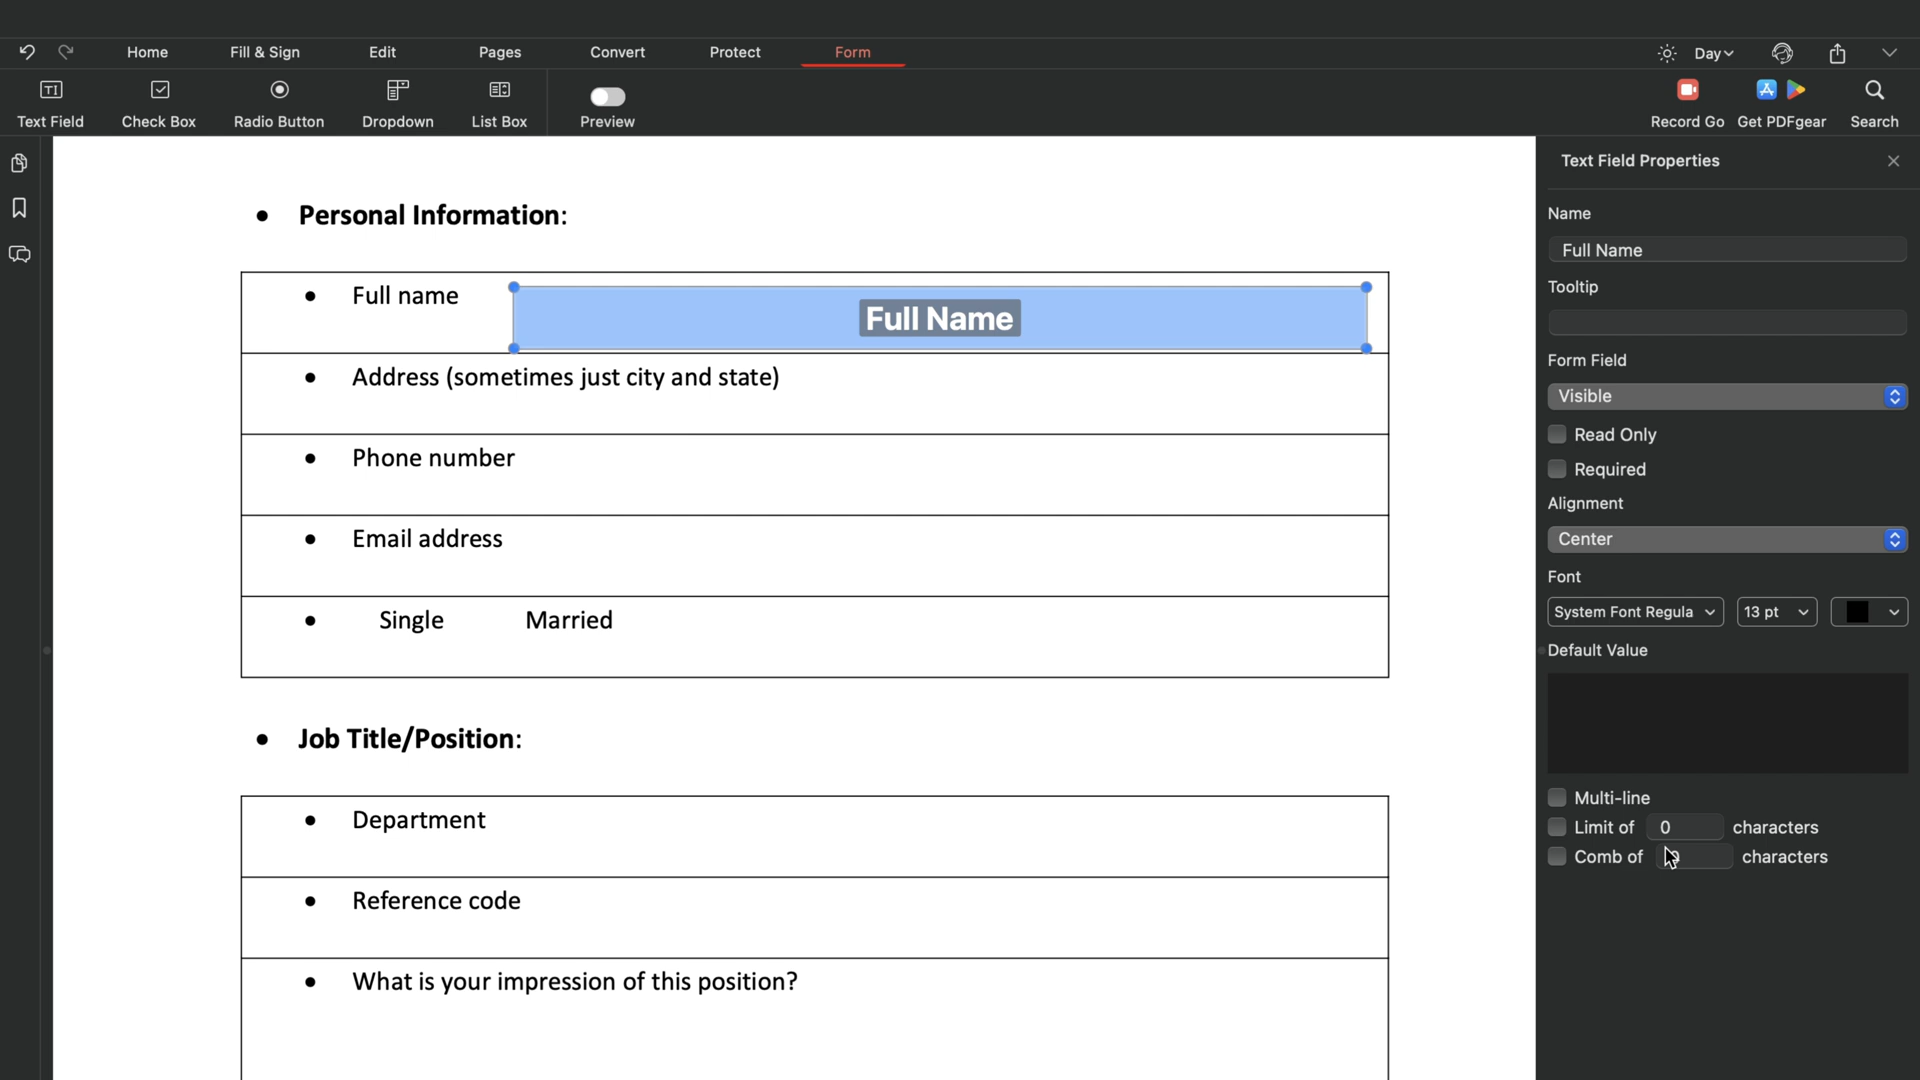 Home Fill & Sign Edit Pages Convert Protect Form Day
Text Field Check Box Radio Button Dropdown List Box Preview Record Go Get PDFgear Search
• Personal Information:
• Full name
Full Name
• Address (sometimes just city and state)
• Phone number
• Email address
• Single Married
• Job Title/Position:
• Department
• Reference code
• What is your impression of this position?
Text Field Properties
Name
Full Name
Tooltip
Form Field
Visible
Read Only
Required
Alignment
Center
Font
System Font Regula 13 pt
Default Value
Multi-line
Limit of 0 characters
Comb of characters